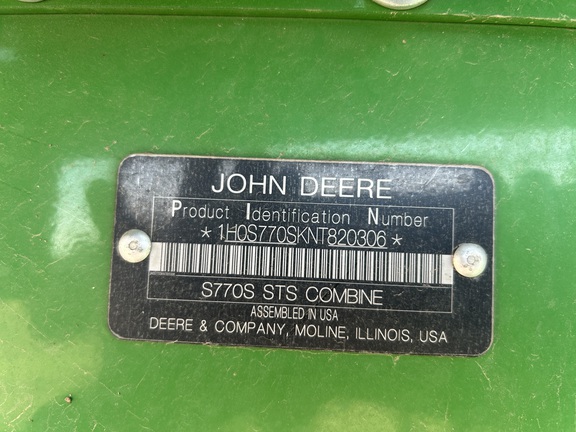 JOHN DEERE
Product Identification Number
*1H0S770SKNT820306*
S770S STS COMBINE
ASSEMBLED IN USA
DEERE & COMPANY, MOLINE, ILLINOIS, USA